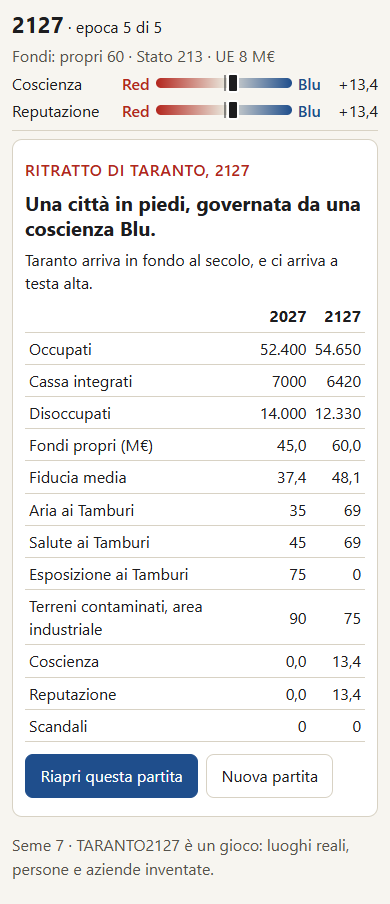 2127 · epoca 5 di 5
Fondi: propri 60 · Stato 213 · UE 8 M€
Coscienza Red Blu +13,4
Reputazione Red Blu +13,4
RITRATTO DI TARANTO, 2127
Una città in piedi, governata da una
coscienza Blu.
Taranto arriva in fondo al secolo, e ci arriva a
testa alta.
2027 2127
Occupati 52.400 54.650
Cassa integrati 7000 6420
Disoccupati 14.000 12.330
Fondi propri (M€) 45,0 60,0
Fiducia media 37,4 48,1
Aria ai Tamburi 35 69
Salute ai Tamburi 45 69
Esposizione ai Tamburi 75 0
Terreni contaminati, area
industriale 90 75
Coscienza 0,0 13,4
Reputazione 0,0 13,4
Scandali 0 0
Riapri questa partita Nuova partita
Seme 7 · TARANTO2127 è un gioco: luoghi reali,
persone e aziende inventate.